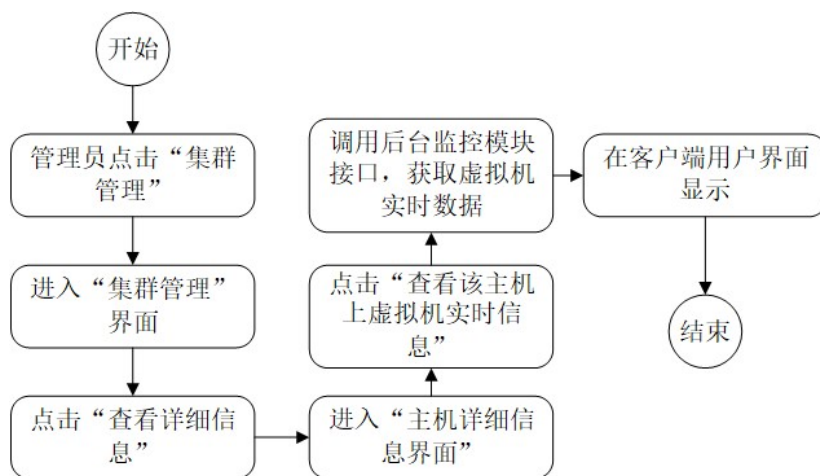 开始
管理员点击“集群
管理”
进入“集群管理”
界面
点击“查看详细信
息”
进入“主机详细信
息界面”
点击“查看该主机
上虚拟机实时信
息”
调用后台监控模块
接口，获取虚拟机
实时数据
在客户端用户界面
显示
结束